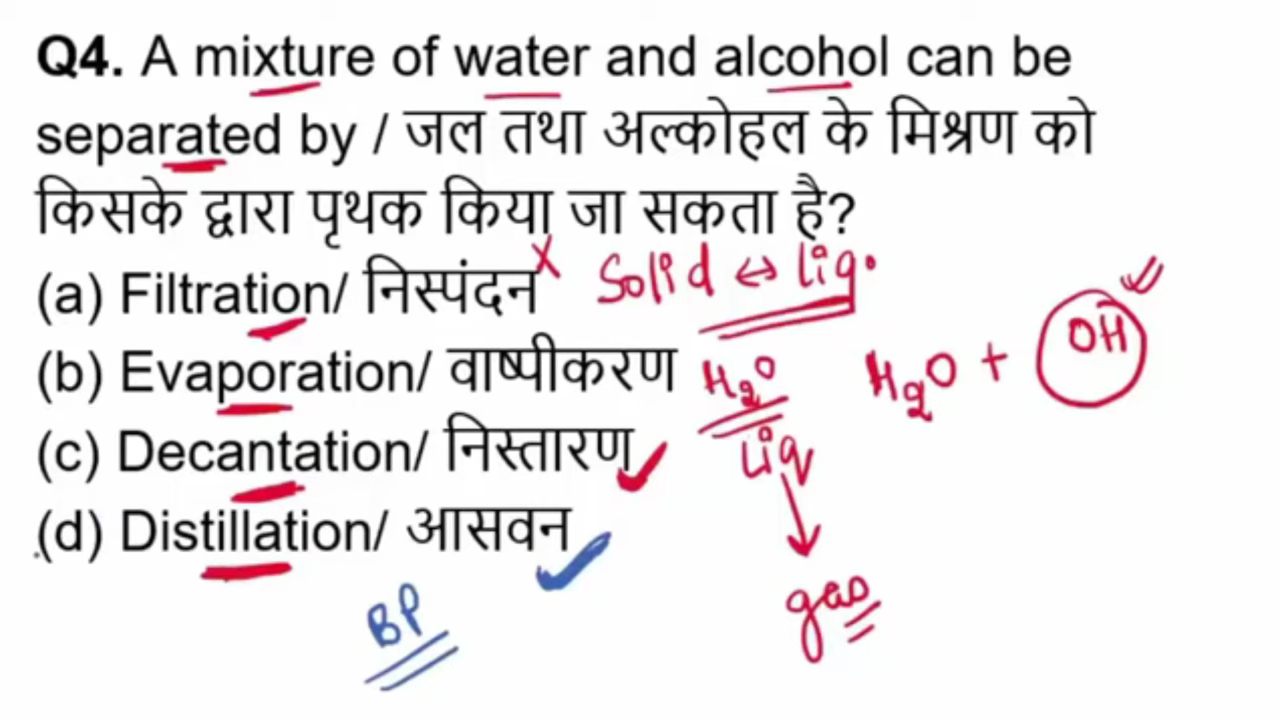 Q4. A mixture of water and alcohol can be
separated by / जल तथा अल्कोहल के मिश्रण को
किसके द्वारा पृथक किया जा सकता है?
(a) Filtration/ निस्पंदन x Solid ↔ Liq.
(b) Evaporation/ वाष्पीकरण H₂O H₂O + OH
(c) Decantation/ निस्तारण Liq
(d) Distillation/ आसवन
BP gas